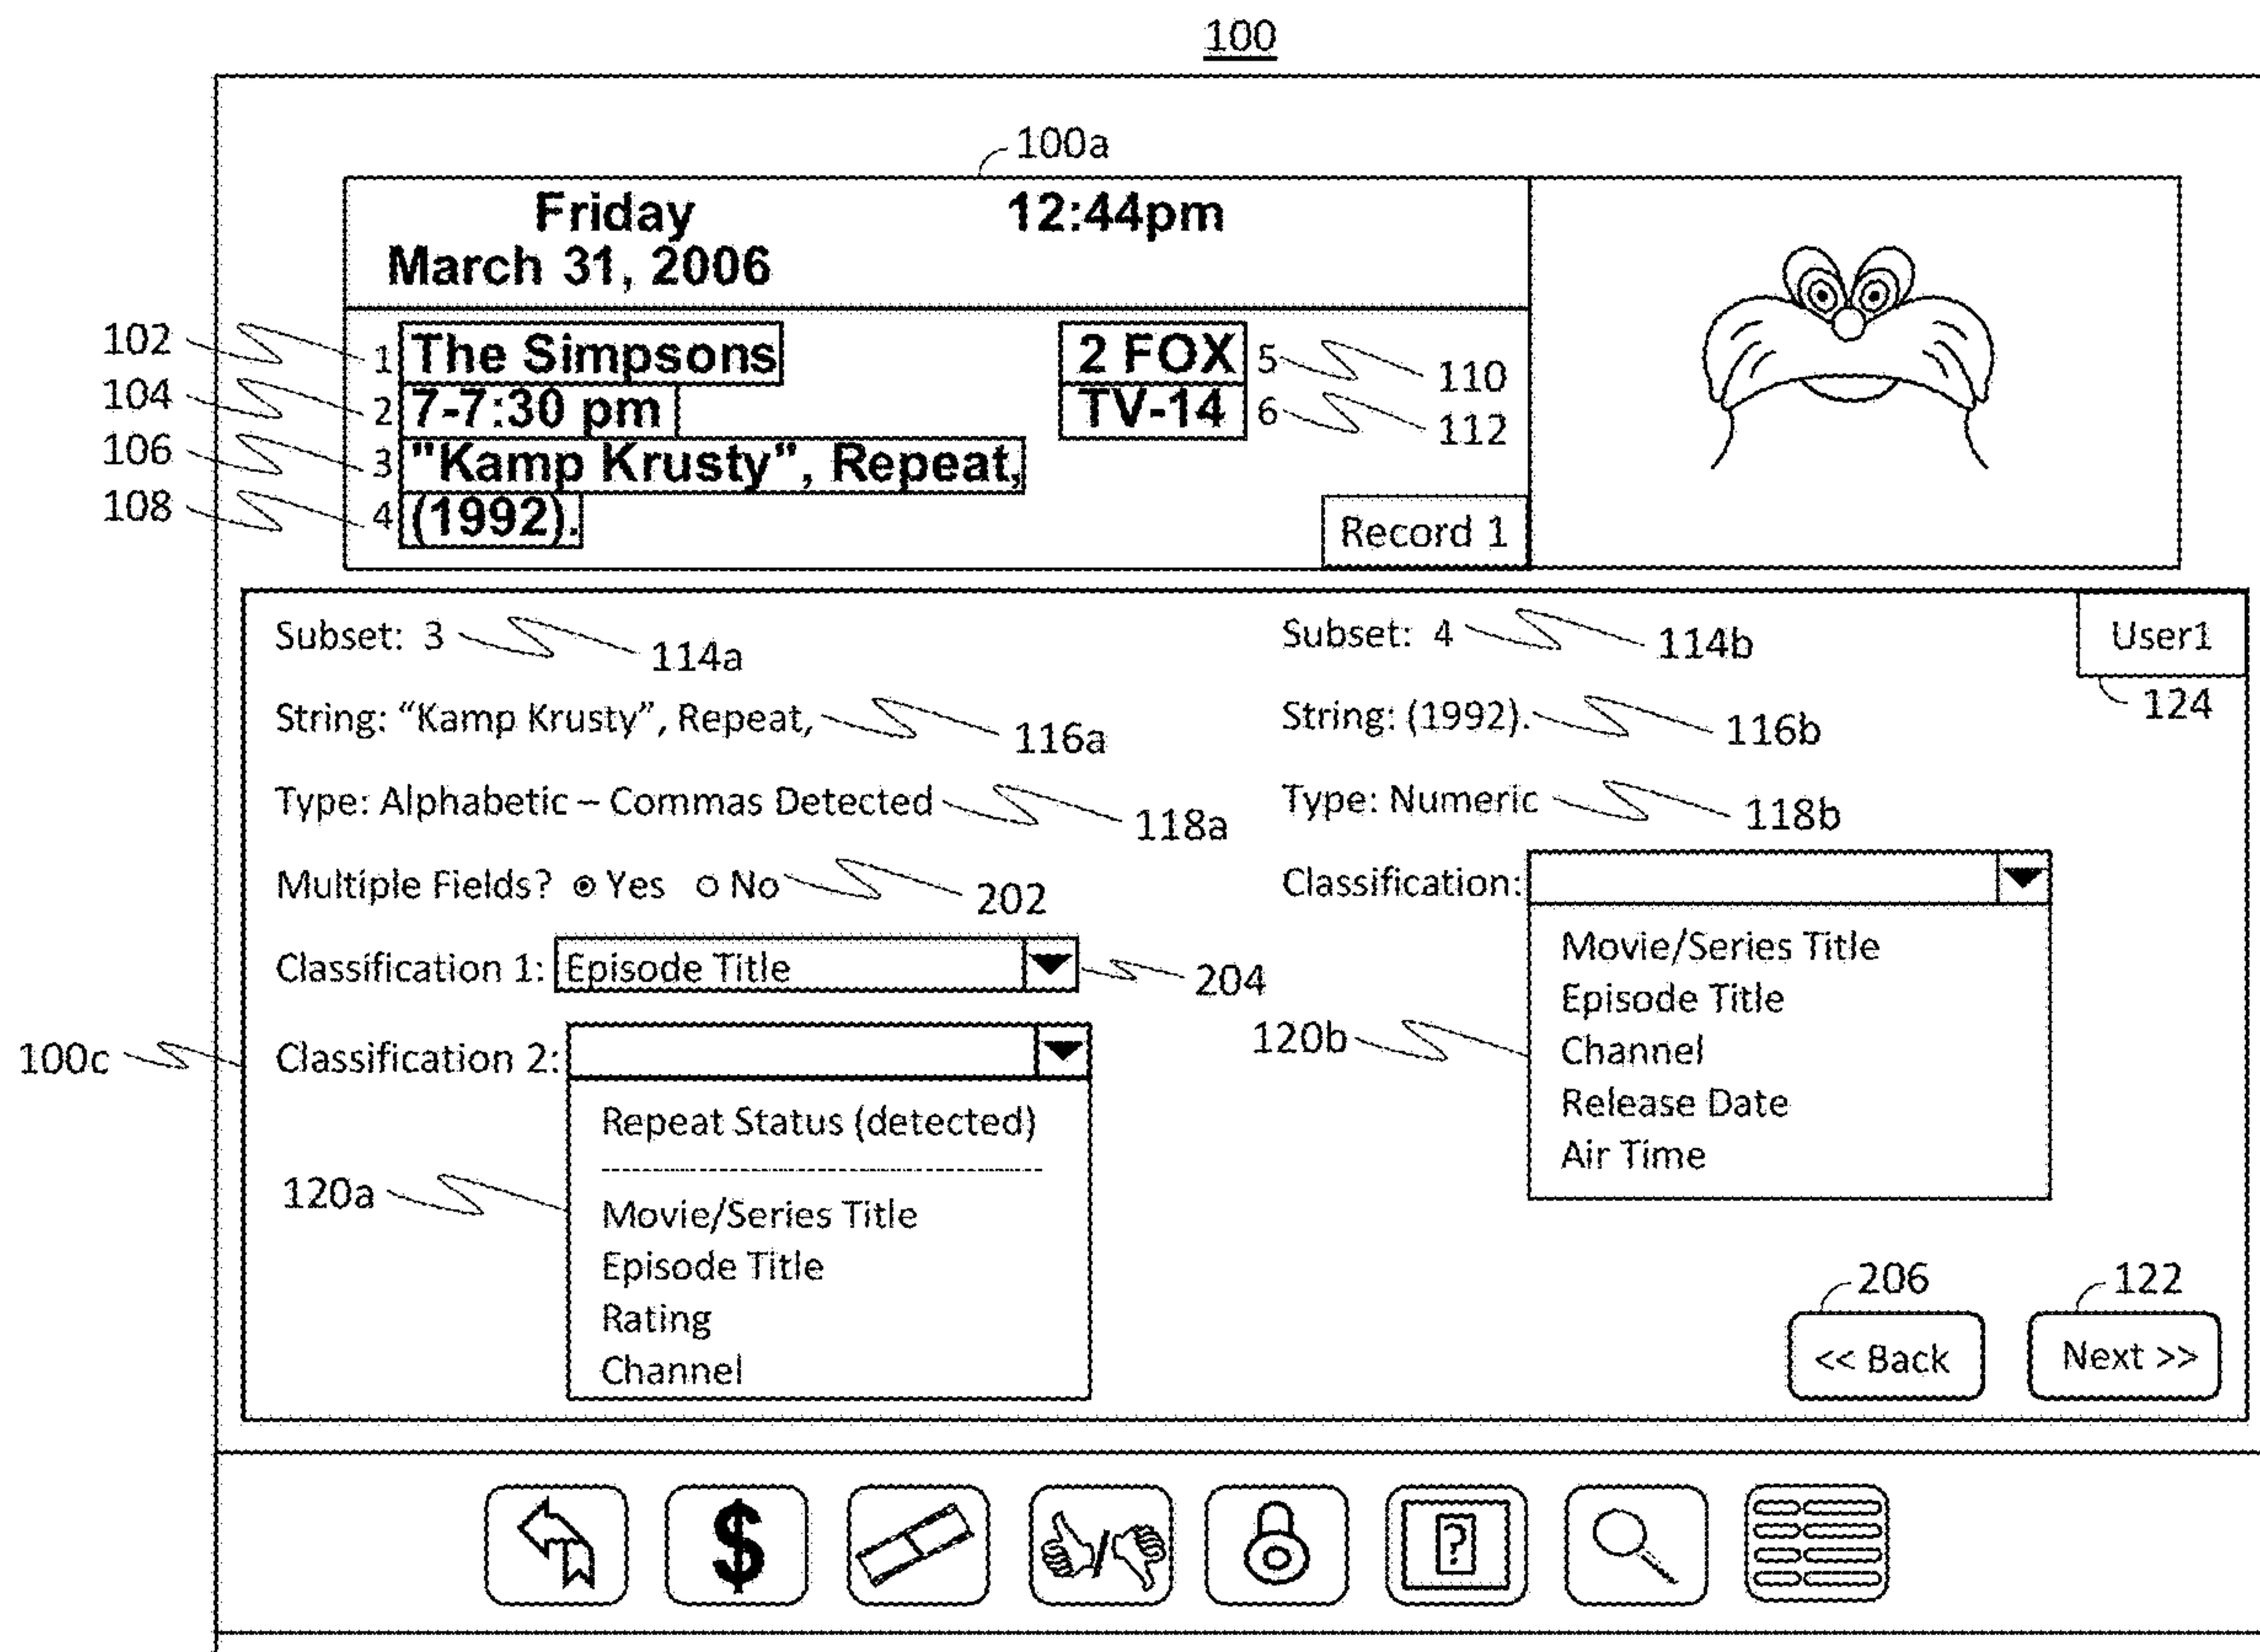 100
100a
Friday 12:44pm
March 31, 2006
102 1 The Simpsons 2 FOX 5 110
104 2 7-7:30 pm TV-14 6 112
106 3 "Kamp Krusty", Repeat,
108 4 (1992).
Record 1
Subset: 3 114a
String: “Kamp Krusty”, Repeat, 116a
Type: Alphabetic – Commas Detected 118a
Multiple Fields? Yes No 202
Classification 1: Episode Title 204
100c Classification 2:
Repeat Status (detected)
---------------------------------
120a
Movie/Series Title
Episode Title
Rating
Channel
Subset: 4 114b
User1
124
String: (1992). 116b
Type: Numeric 118b
Classification:
Movie/Series Title
Episode Title
120b Channel
Release Date
Air Time
206 122
<< Back Next >>
$
?